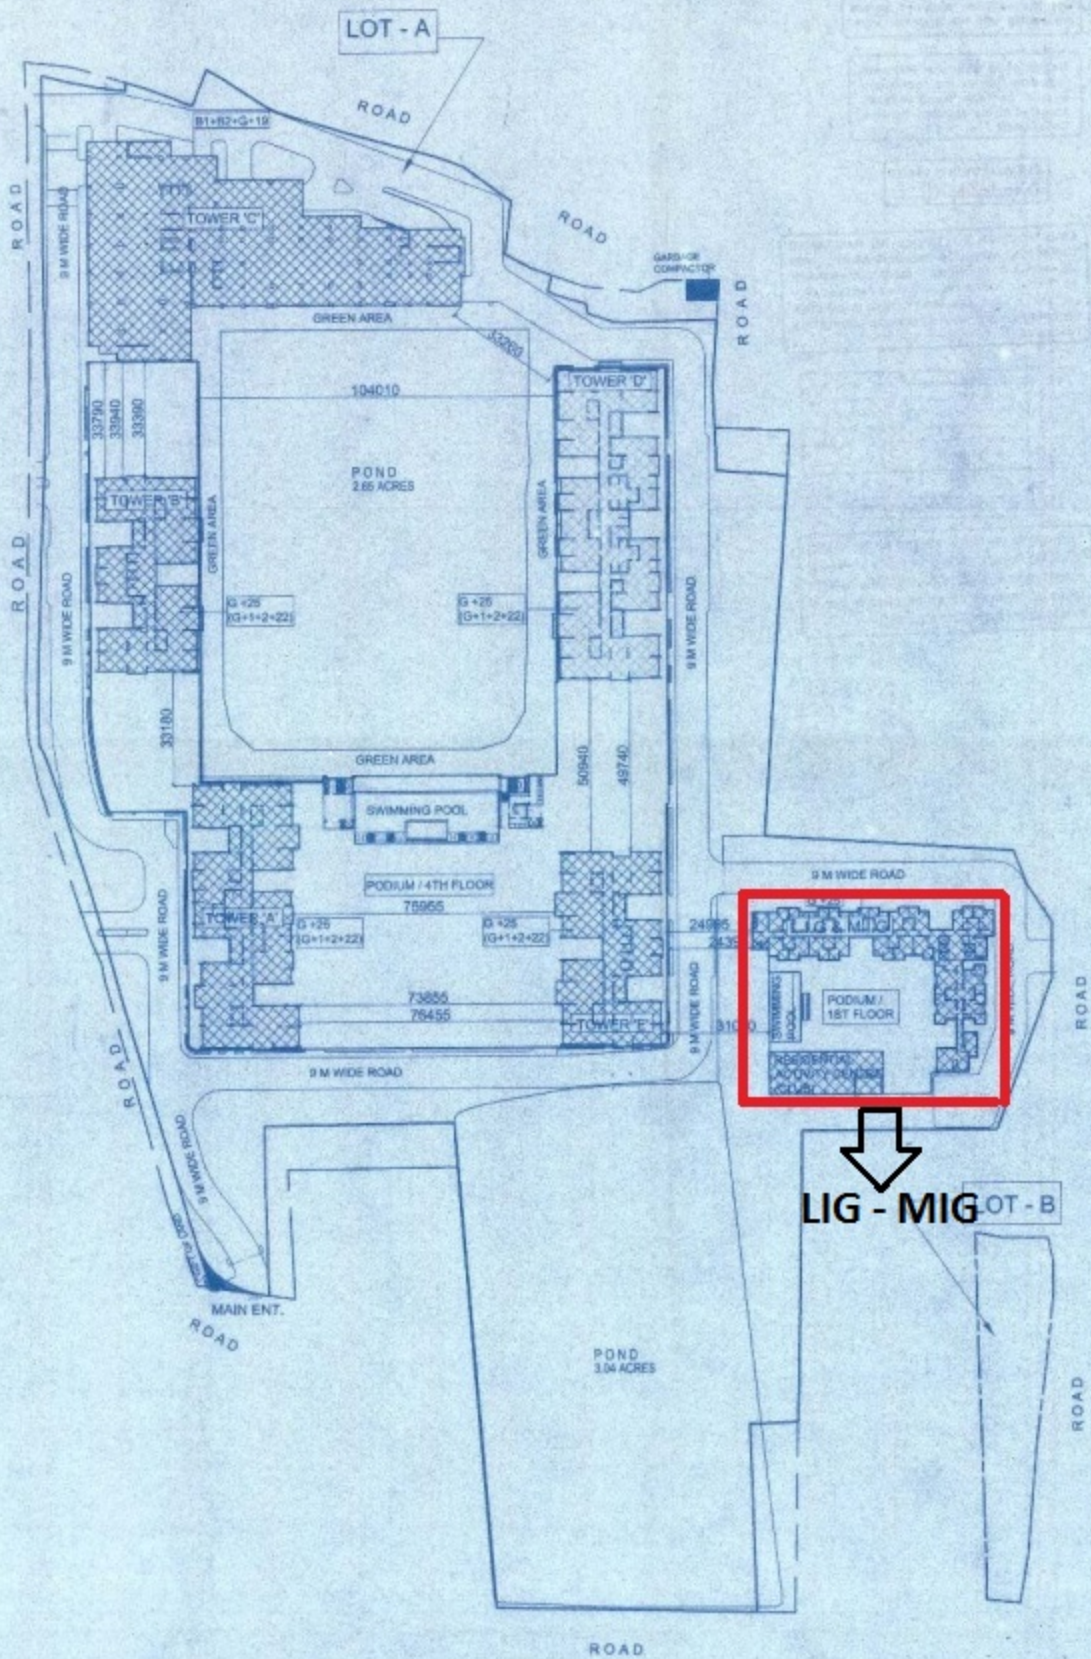 LOT - A
ROAD
B1+B2+G+19
ROAD
9 M WIDE ROAD
TOWER 'C'
ROAD
GARBAGE
COMPACTOR
ROAD
GREEN AREA
33260
TOWER 'D'
104010
33790
33940
33390
POND
2.65 ACRES
TOWER 'B'
GREEN AREA
GREEN AREA
ROAD
9 M WIDE ROAD
G +25
(G+1+2+22)
G +25
(G+1+2+22)
9 M WIDE ROAD
33180
GREEN AREA
50940
49740
SWIMMING POOL
PODIUM / 4TH FLOOR
75955
9 M WIDE ROAD
G +25
LIG & MIG
TOWER 'A'
G +25
(G+1+2+22)
G +25
(G+1+2+22)
9 M WIDE ROAD
9 M WIDE ROAD
SWIMMING
POOL
PODIUM /
1ST FLOOR
ROAD
73855
76455
TOWER 'E'
RESIDENTIAL
ACTIVITY CENTER
9 M WIDE ROAD
ROAD
9 M WIDE ROAD
LIG - MIG
LOT - B
MAIN ENT.
ROAD
POND
3.04 ACRES
ROAD
ROAD